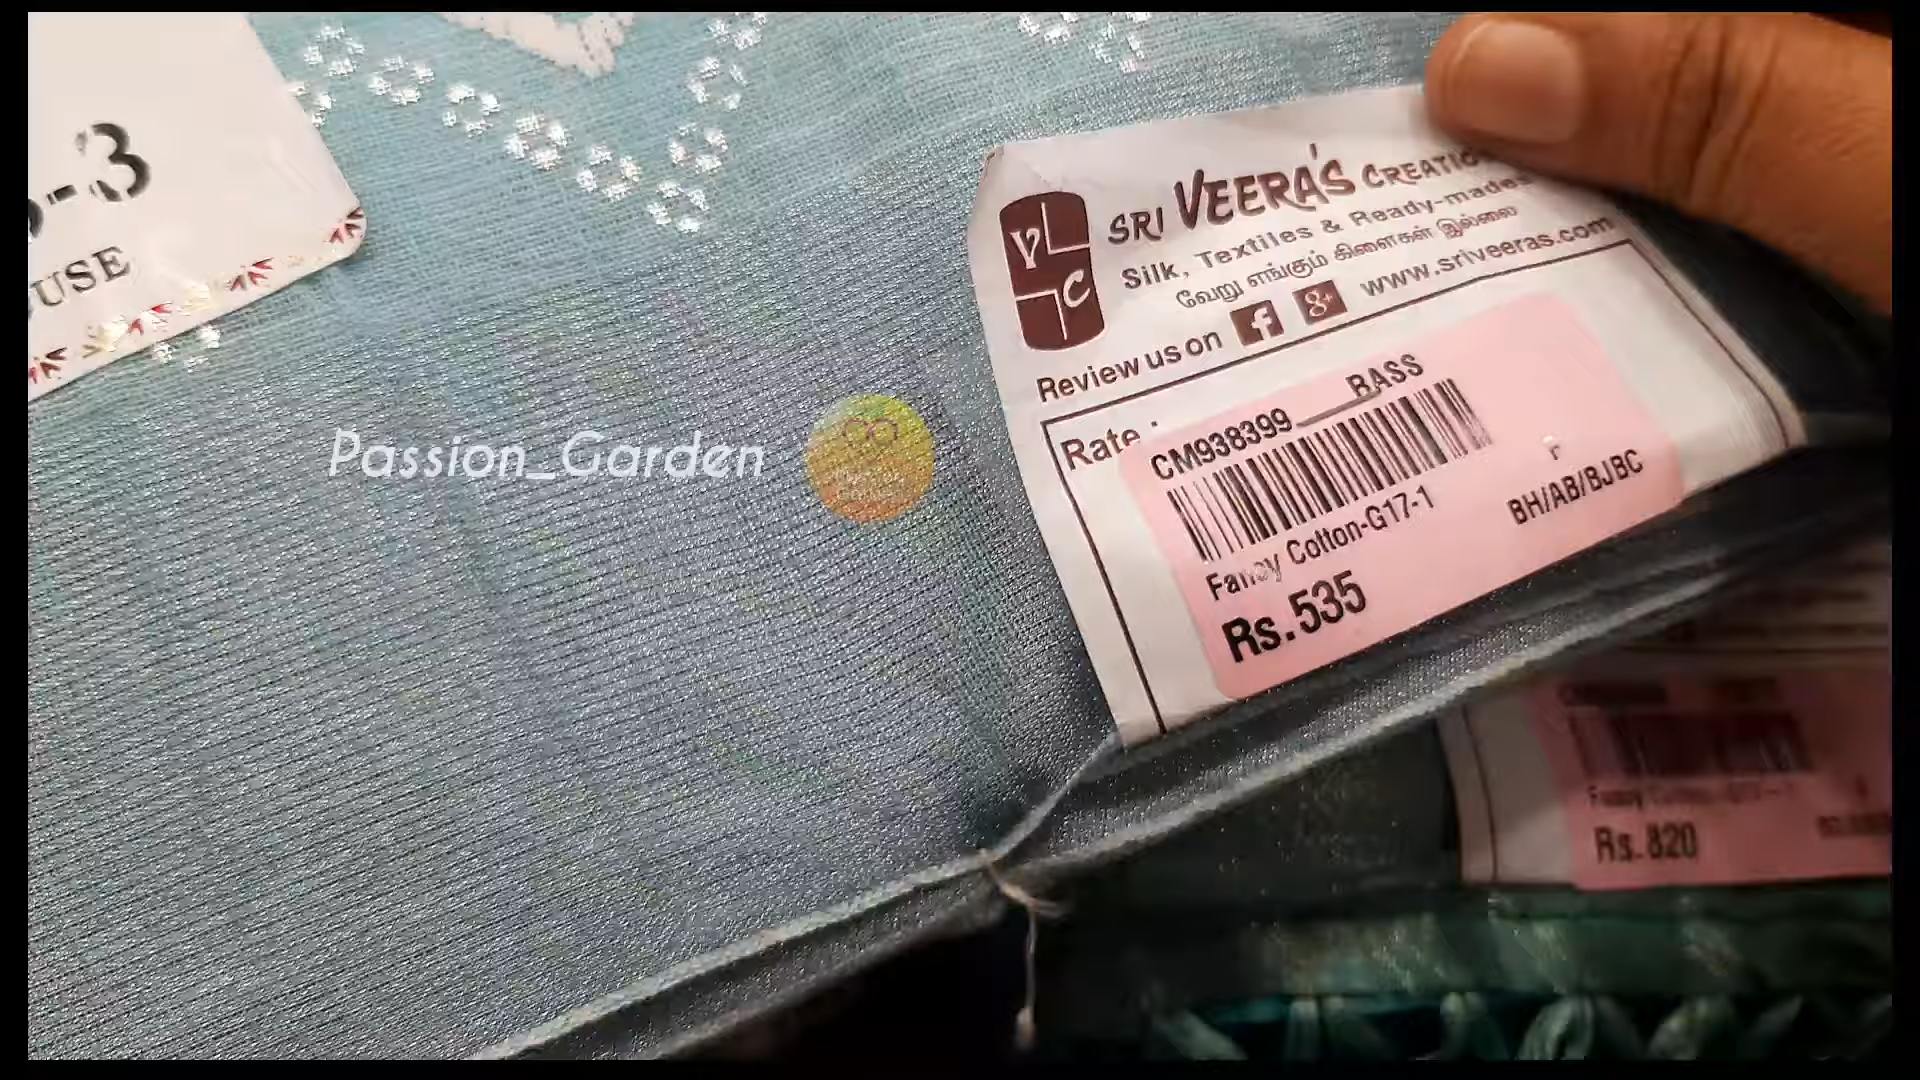 -3
USE
Passion_Garden
V
C
SRI VEERA'S
Silk, Textiles & Ready-mades
வேறு எங்கும் கிளைகள் இல்லை
www.sriveeras.com
Review us on f g+
Rate :
CM938399 BASS
Fancy Cotton-G17-1
BH/AB/BJBC
Rs.535
Rs.820